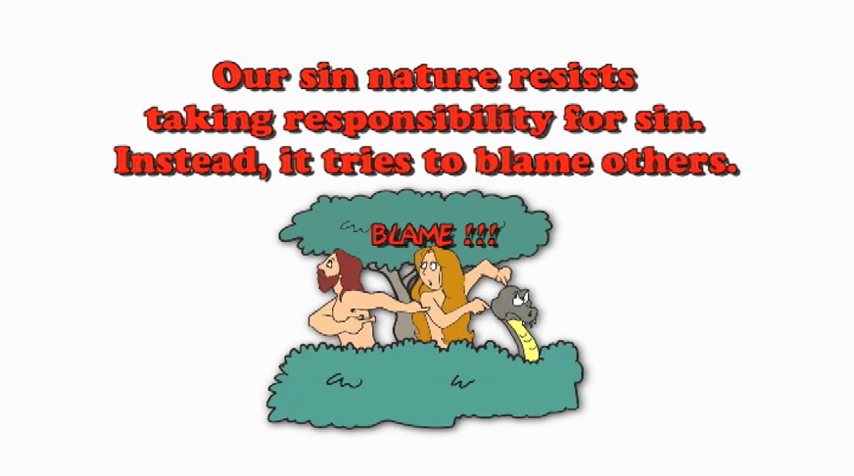 Our sin nature resists
taking responsibility for sin.
Instead, it tries to blame others.
BLAME !!!